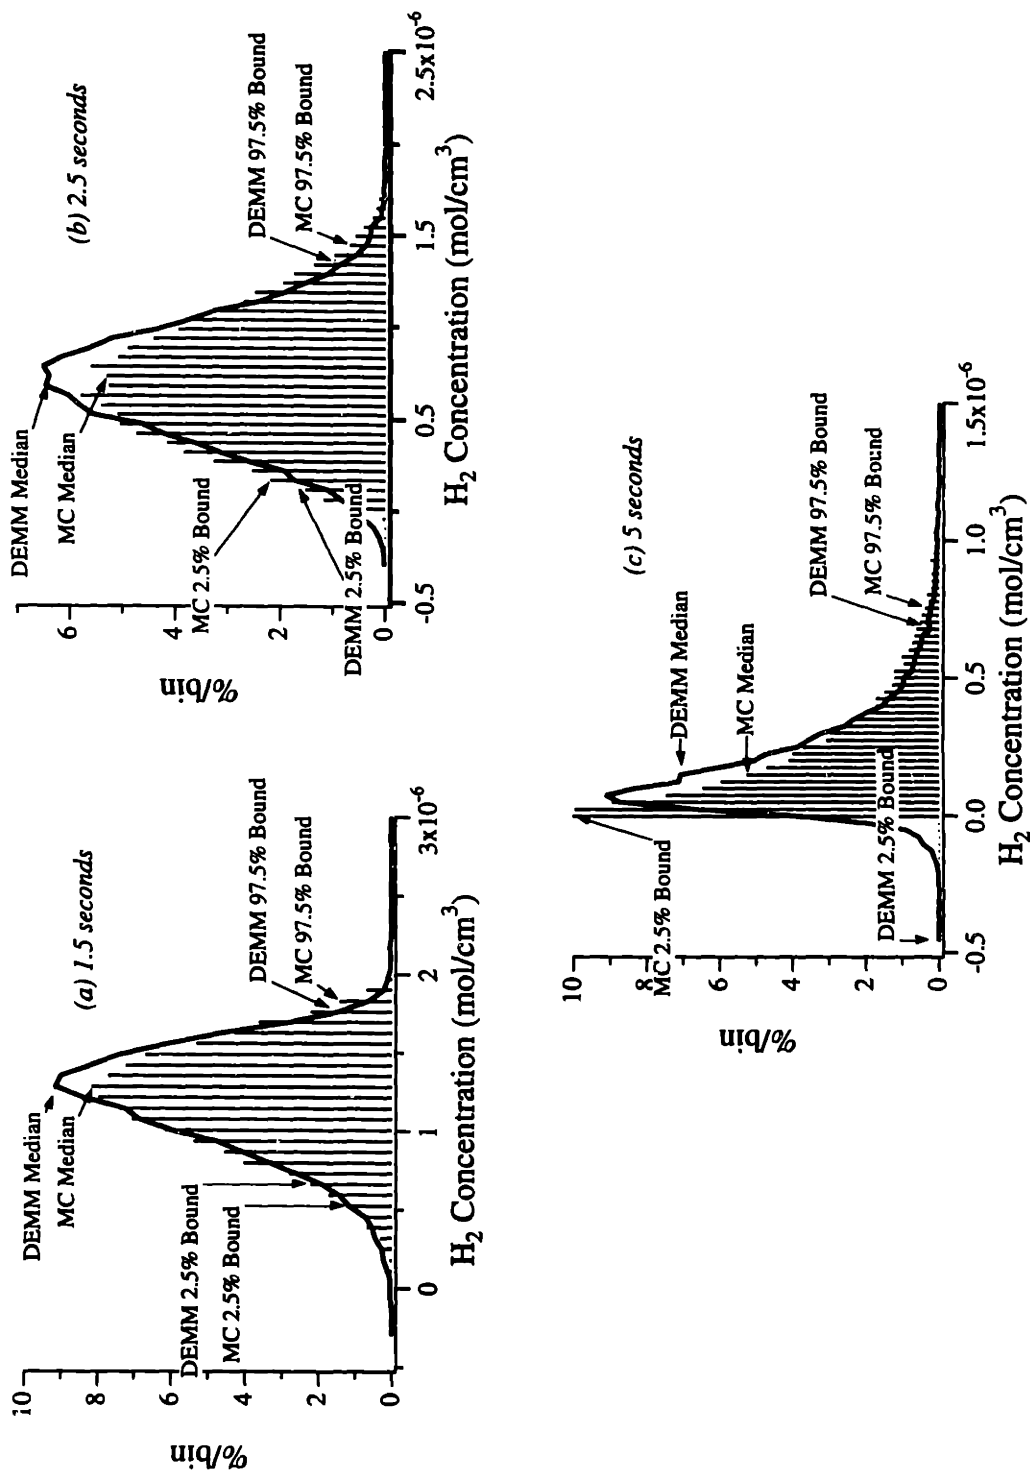 (a) 1.5 seconds
DEMM Median
MC Median
DEMM 97.5% Bound
MC 97.5% Bound
DEMM 2.5% Bound
MC 2.5% Bound
%/bin
10
8
6
4
2
0
0
1
2
3x10-6
H2 Concentration (mol/cm3)
(b) 2.5 seconds
DEMM Median
MC Median
DEMM 97.5% Bound
MC 97.5% Bound
MC 2.5% Bound
DEMM 2.5% Bound
%/bin
6
4
2
0
-0.5
0.5
1.5
2.5x10-6
H2 Concentration (mol/cm3)
(c) 5 seconds
MC 2.5% Bound
DEMM Median
MC Median
DEMM 97.5% Bound
MC 97.5% Bound
DEMM 2.5% Bound
%/bin
10
8
7
6
4
2
0
-0.5
0.0
0.5
1.0
1.5x10-6
H2 Concentration (mol/cm3)